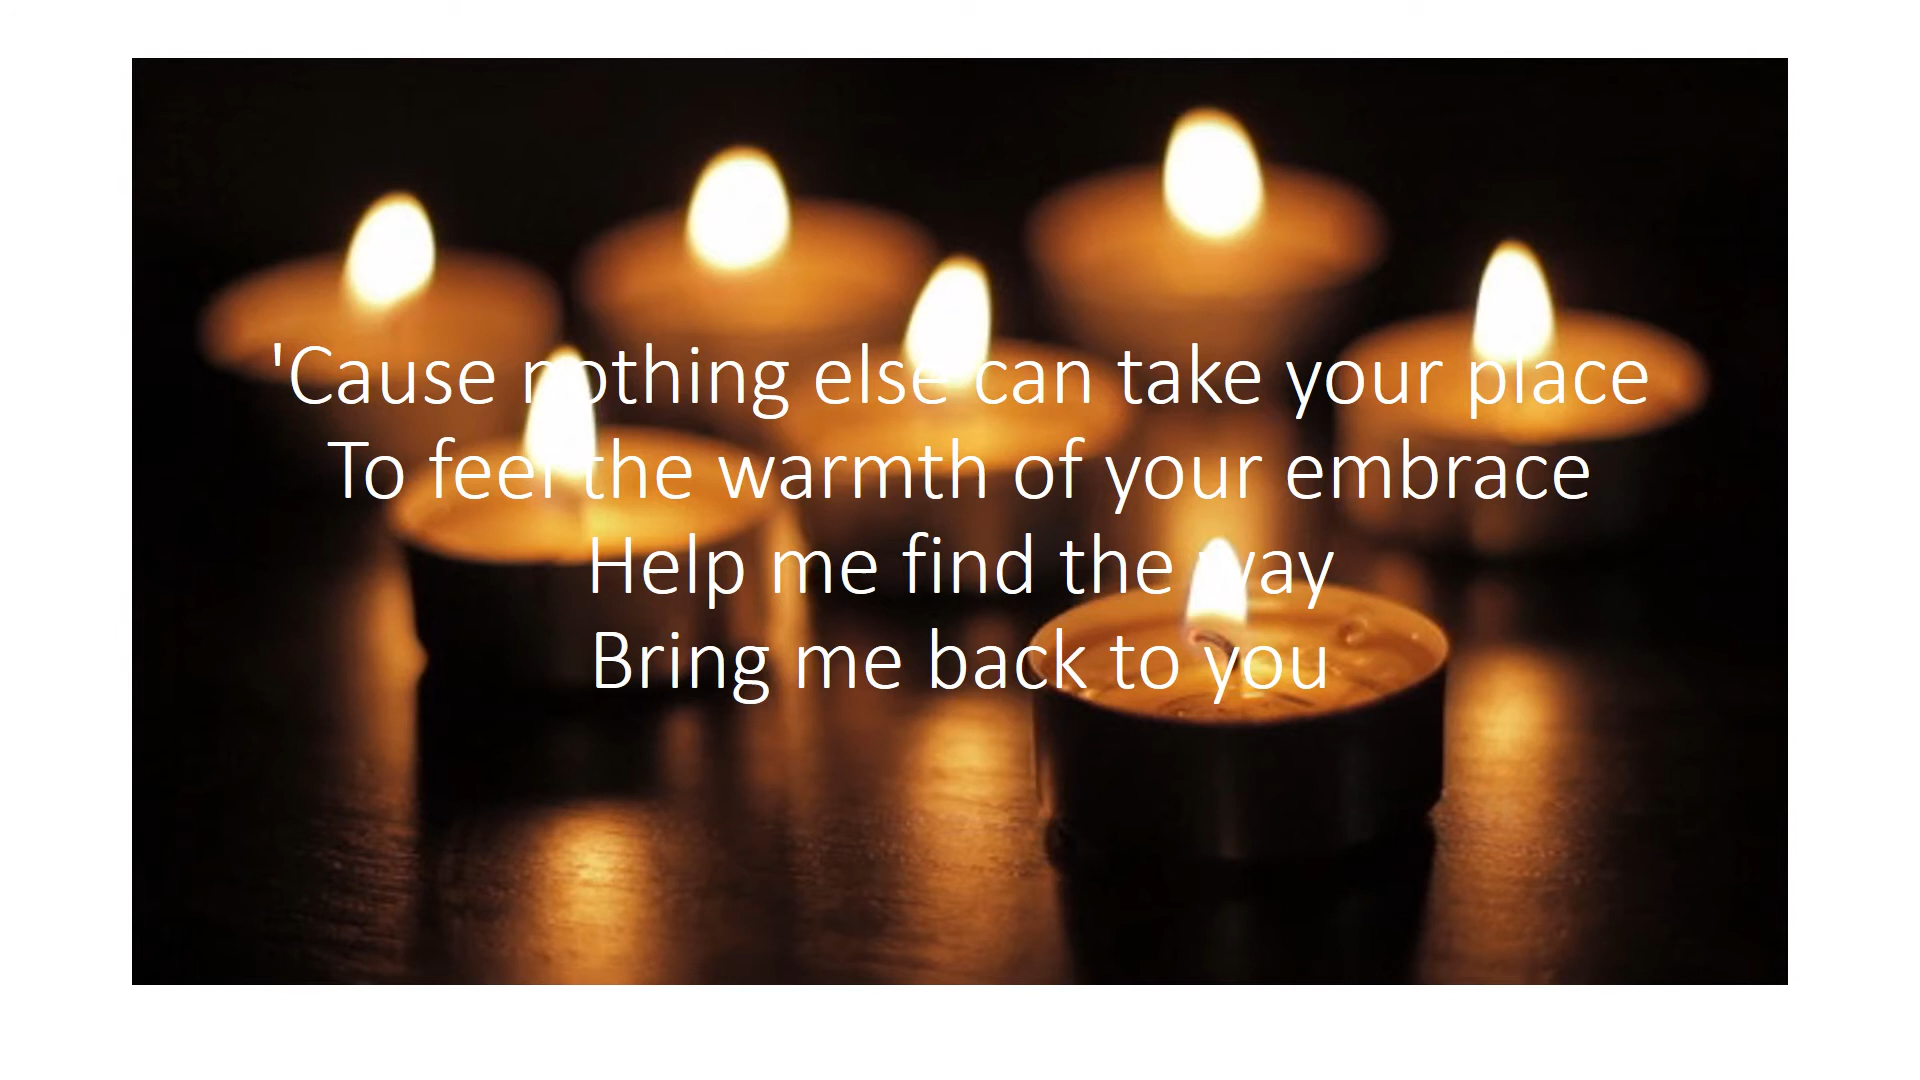 'Cause nothing else can take your place
To feel the warmth of your embrace
Help me find the way
Bring me back to you